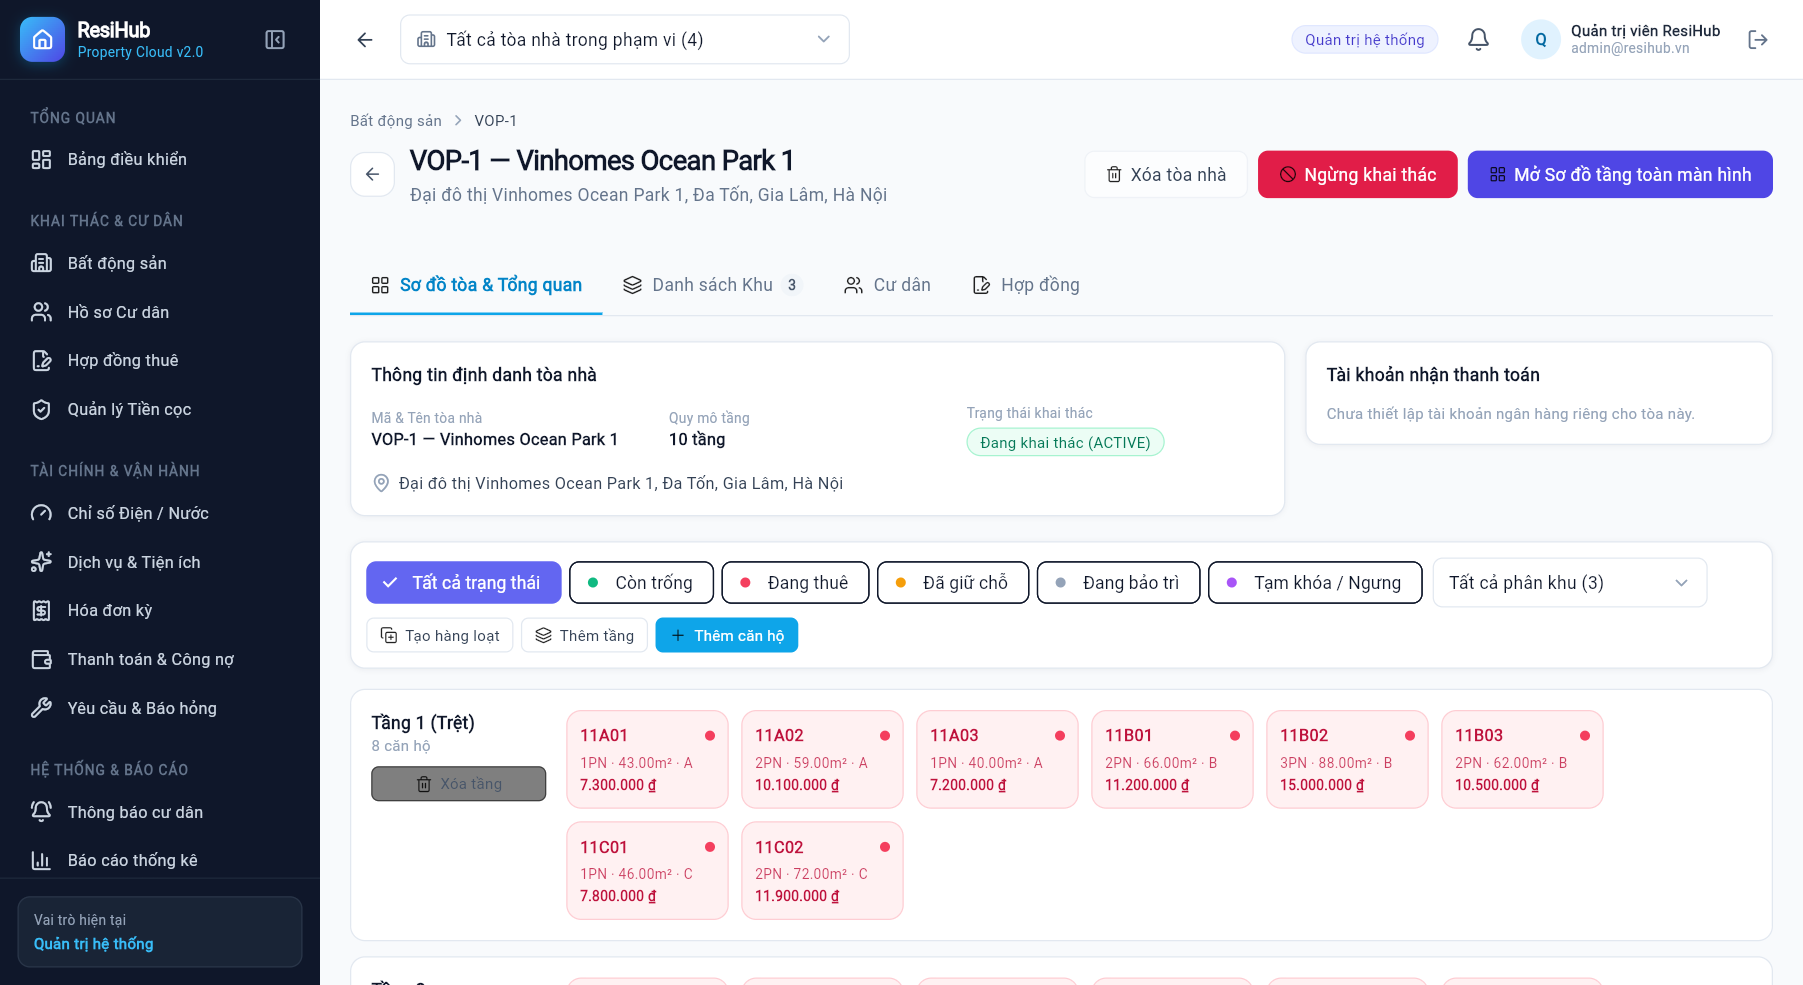 ResiHub
Property Cloud v2.0
TỔNG QUAN
Bảng điều khiển
KHAI THÁC & CƯ DÂN
Bất động sản
Hồ sơ Cư dân
Hợp đồng thuê
Quản lý Tiền cọc
TÀI CHÍNH & VẬN HÀNH
Chỉ số Điện / Nước
Dịch vụ & Tiện ích
Hóa đơn kỳ
Thanh toán & Công nợ
Yêu cầu & Báo hỏng
HỆ THỐNG & BÁO CÁO
Thông báo cư dân
Báo cáo thống kê
Vai trò hiện tại
Quản trị hệ thống
Tất cả tòa nhà trong phạm vi (4)
Quản trị hệ thống
Q
Quản trị viên ResiHub
admin@resihub.vn
Bất động sản > VOP-1
VOP-1 — Vinhomes Ocean Park 1
Đại đô thị Vinhomes Ocean Park 1, Đa Tốn, Gia Lâm, Hà Nội
Xóa tòa nhà
Ngừng khai thác
Mở Sơ đồ tầng toàn màn hình
Sơ đồ tòa & Tổng quan
Danh sách Khu 3
Cư dân
Hợp đồng
Thông tin định danh tòa nhà
Mã & Tên tòa nhà
VOP-1 — Vinhomes Ocean Park 1
Quy mô tầng
10 tầng
Trạng thái khai thác
Đang khai thác (ACTIVE)
Đại đô thị Vinhomes Ocean Park 1, Đa Tốn, Gia Lâm, Hà Nội
Tài khoản nhận thanh toán
Chưa thiết lập tài khoản ngân hàng riêng cho tòa này.
Tất cả trạng thái
Còn trống
Đang thuê
Đã giữ chỗ
Đang bảo trì
Tạm khóa / Ngưng
Tất cả phân khu (3)
Tạo hàng loạt
Thêm tầng
Thêm căn hộ
Tầng 1 (Trệt)
8 căn hộ
Xóa tầng
11A01
1PN · 43.00m² · A
7.300.000 ₫
11A02
2PN · 59.00m² · A
10.100.000 ₫
11A03
1PN · 40.00m² · A
7.200.000 ₫
11B01
2PN · 66.00m² · B
11.200.000 ₫
11B02
3PN · 88.00m² · B
15.000.000 ₫
11B03
2PN · 62.00m² · B
10.500.000 ₫
11C01
1PN · 46.00m² · C
7.800.000 ₫
11C02
2PN · 72.00m² · C
11.900.000 ₫